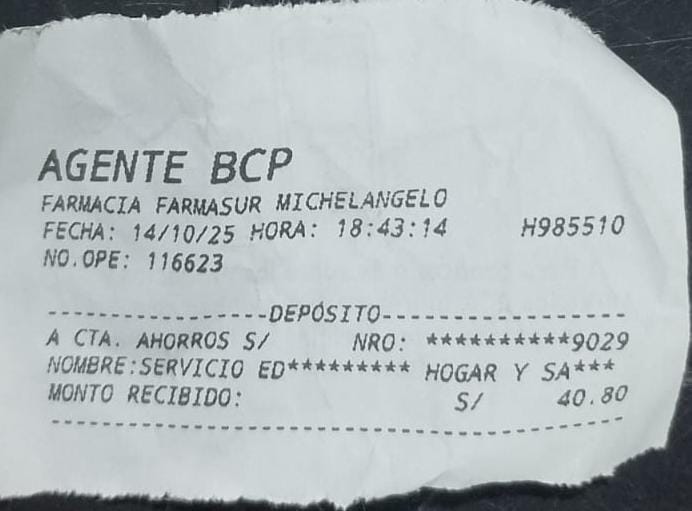 AGENTE BCP
FARMACIA FARMASUR MICHELANGELO
FECHA: 14/10/25 HORA: 18:43:14 H985510
NO.OPE: 116623
----------------DEPÓSITO-----------------
A CTA. AHORROS S/ NRO: **********9029
NOMBRE:SERVICIO ED********* HOGAR Y SA***
MONTO RECIBIDO: S/ 40.80
-----------------------------------------